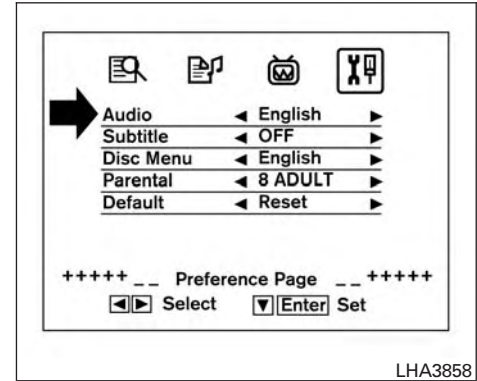 Audio ◀ English ▶
Subtitle ◀ OFF ▶
Disc Menu ◀ English ▶
Parental ◀ 8 ADULT ▶
Default ◀ Reset ▶
+++++ _ _ Preference Page _ _ +++++
◀ ▶ Select ▼ Enter Set
LHA3858